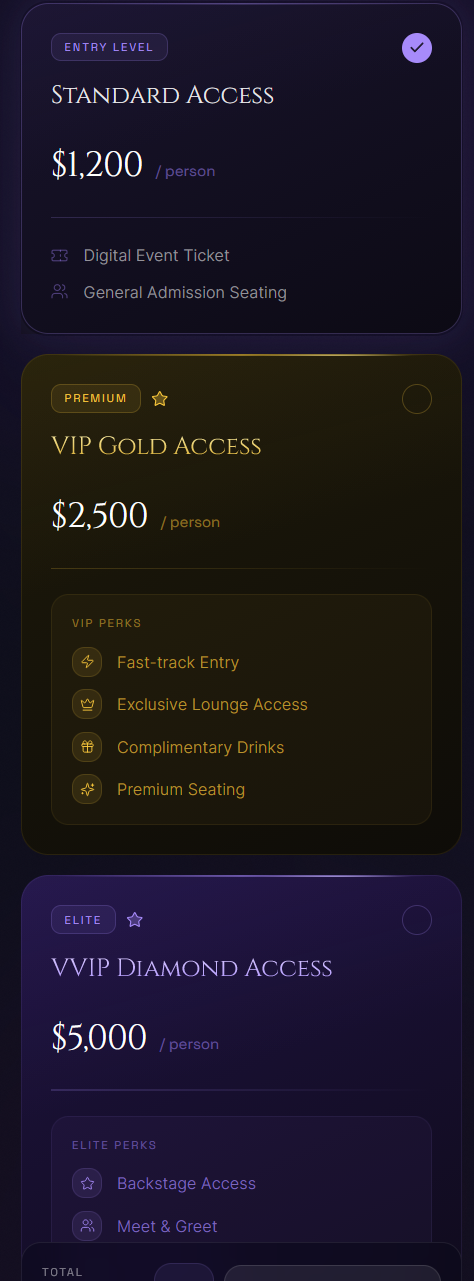 ENTRY LEVEL
Standard Access
$1,200 / person
Digital Event Ticket
General Admission Seating
PREMIUM
VIP Gold Access
$2,500 / person
VIP PERKS
Fast-track Entry
Exclusive Lounge Access
Complimentary Drinks
Premium Seating
ELITE
VVIP Diamond Access
$5,000 / person
ELITE PERKS
Backstage Access
Meet & Greet
TOTAL